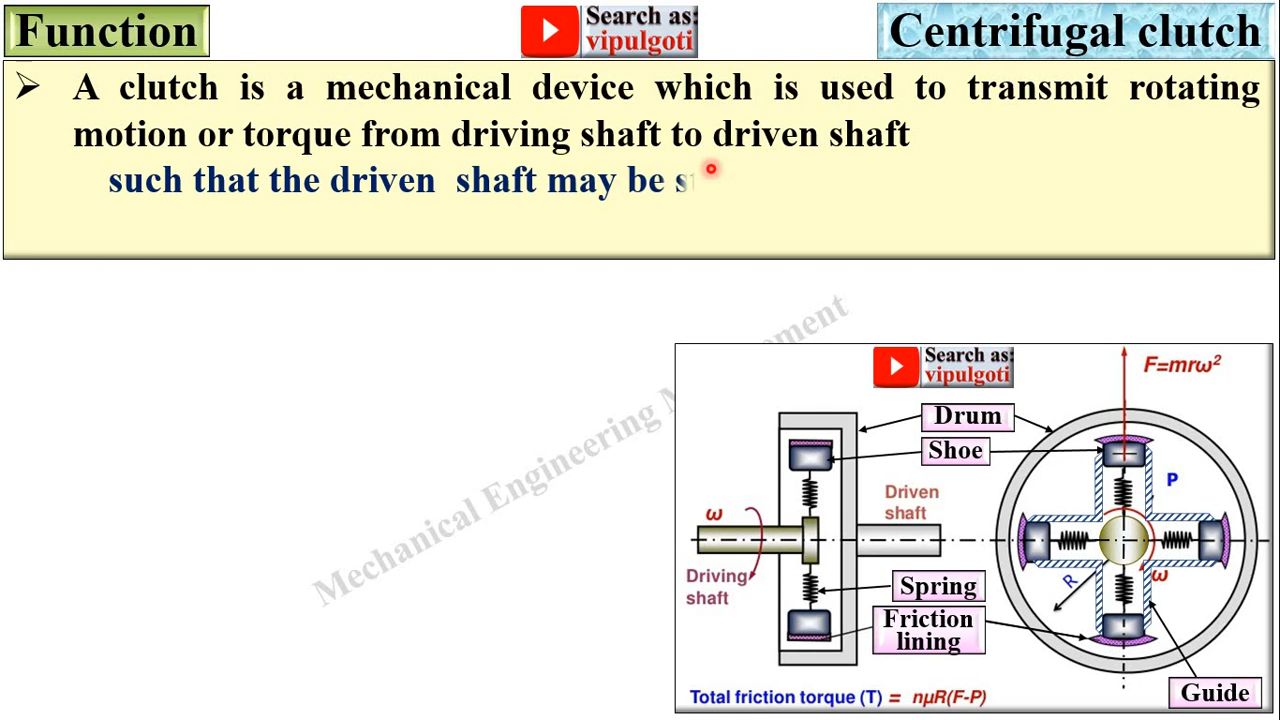 Function
Search as:
vipulgoti
Centrifugal clutch
➢ A clutch is a mechanical device which is used to transmit rotating
motion or torque from driving shaft to driven shaft
such that the driven shaft may be
Mechanical Engineering
Search as:
vipulgoti
F=mrω²
Drum
Shoe
P
Driven
shaft
ω
Driving
shaft
Spring
R
ω
Friction
lining
Guide
Total friction torque (T) = nμR(F-P)